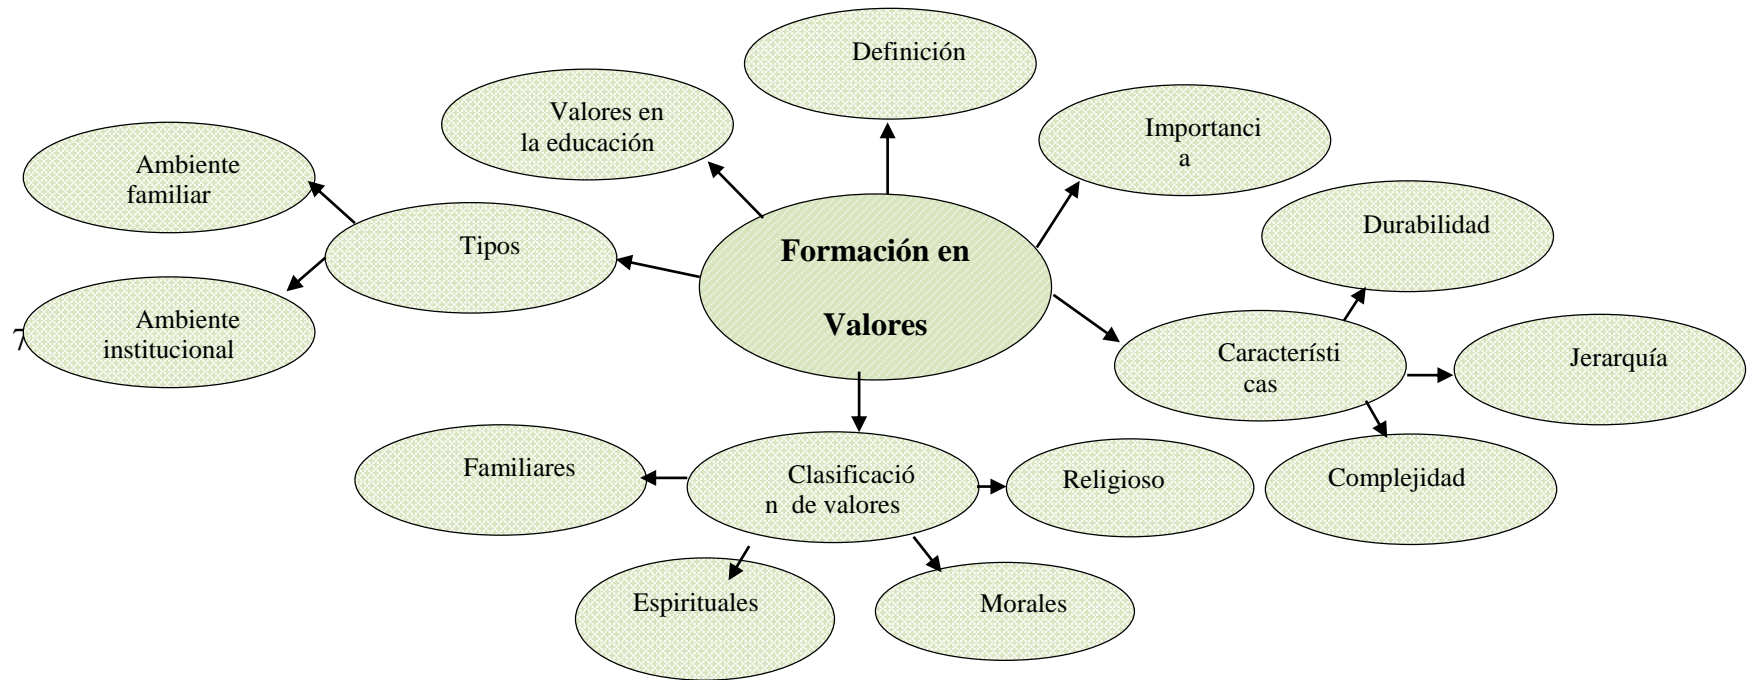 Definición
Valores en
la educación
Importanci
a
Ambiente
familiar
Tipos
Formación en
Valores
Durabilidad
Ambiente
institucional
Característi
cas
Jerarquía
Familiares
Clasificació
n de valores
Religioso
Complejidad
Espirituales
Morales